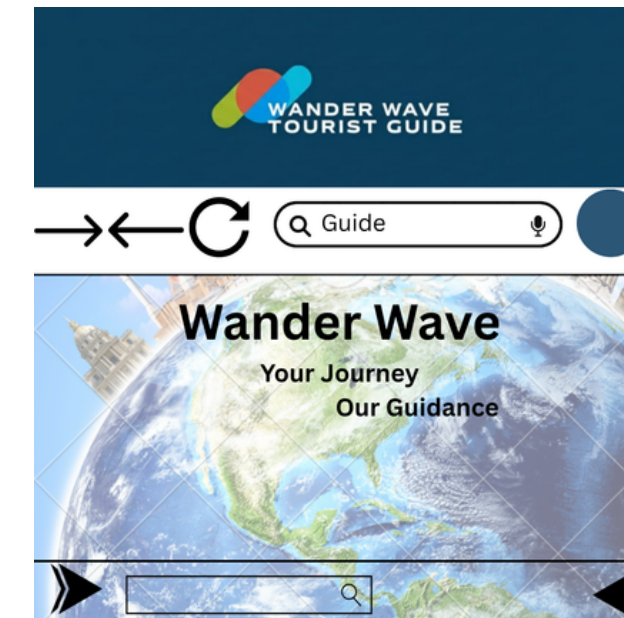 WANDER WAVE
TOURIST GUIDE
Guide
Wander Wave
Your Journey
Our Guidance